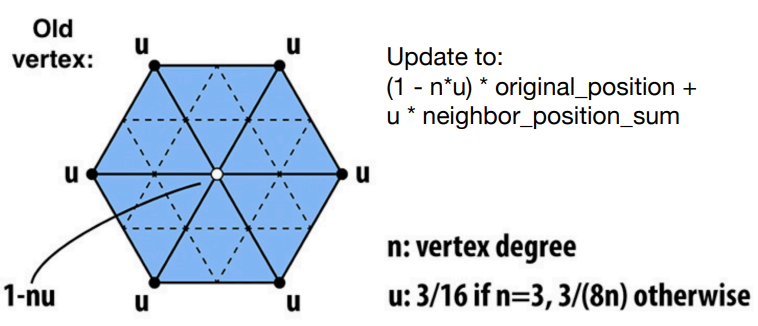 Old
vertex:
u
u
Update to:
(1 - n*u) * original_position +
u * neighbor_position_sum
u
u
n: vertex degree
1-nu
u
u
u: 3/16 if n=3, 3/(8n) otherwise